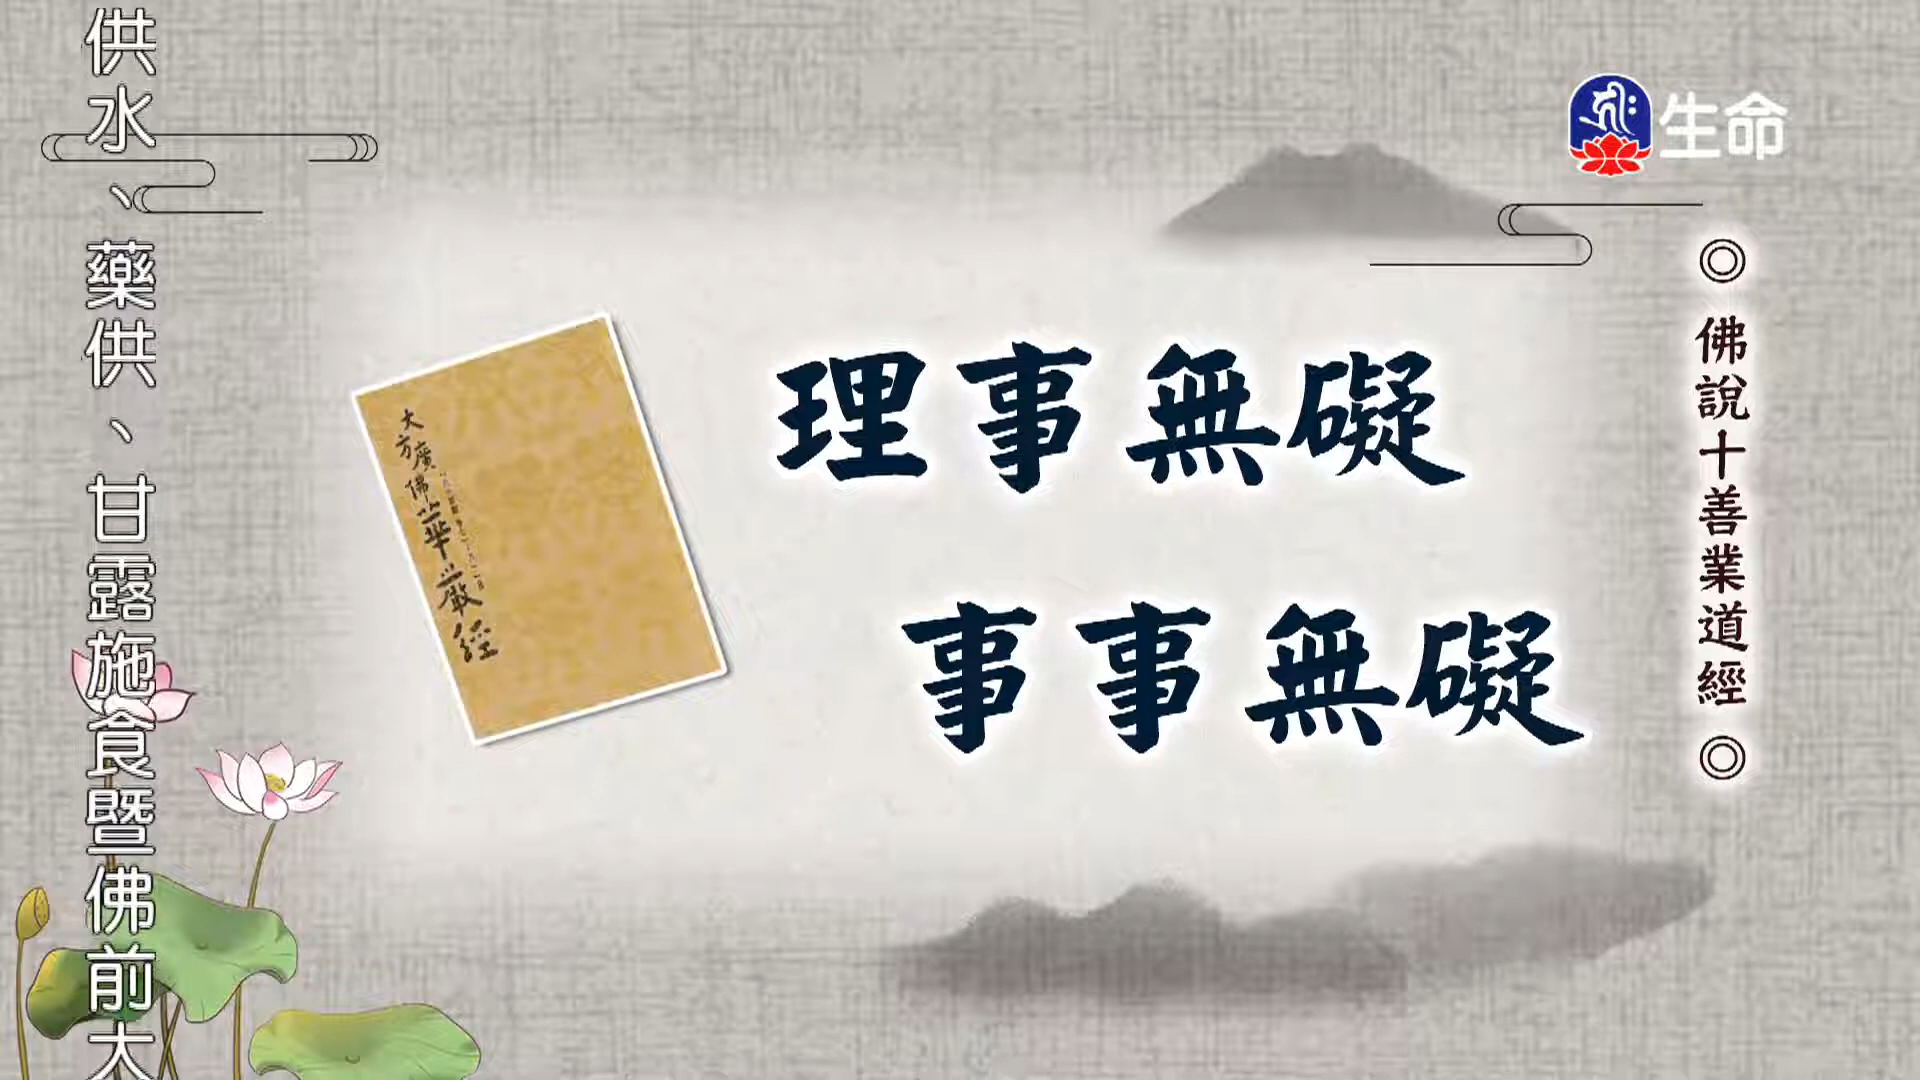 供水、藥供、甘露施食暨佛前大
生命
大方廣佛華嚴經
理事無礙
事事無礙
◎ 佛說十善業道經 ◎